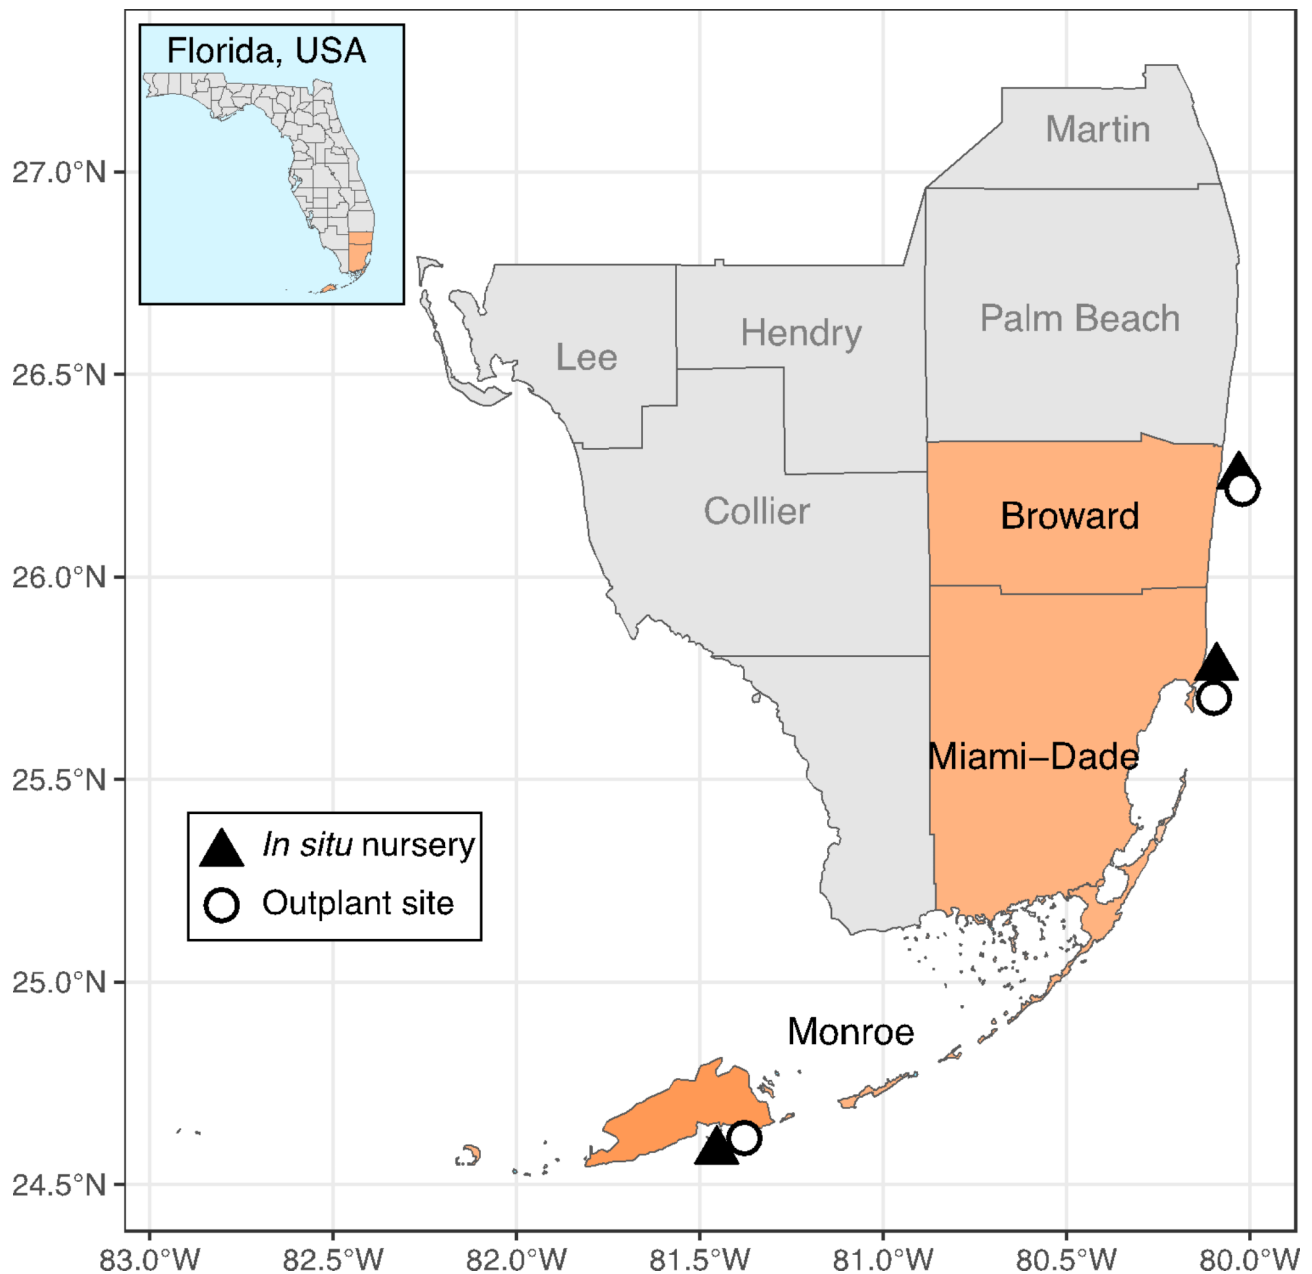 Florida, USA
Martin
27.0°N
Palm Beach
Hendry
Lee
26.5°N
Collier
Broward
26.0°N
Miami–Dade
25.5°N
In situ nursery
Outplant site
25.0°N
Monroe
24.5°N
83.0°W 82.5°W 82.0°W 81.5°W 81.0°W 80.5°W 80.0°W